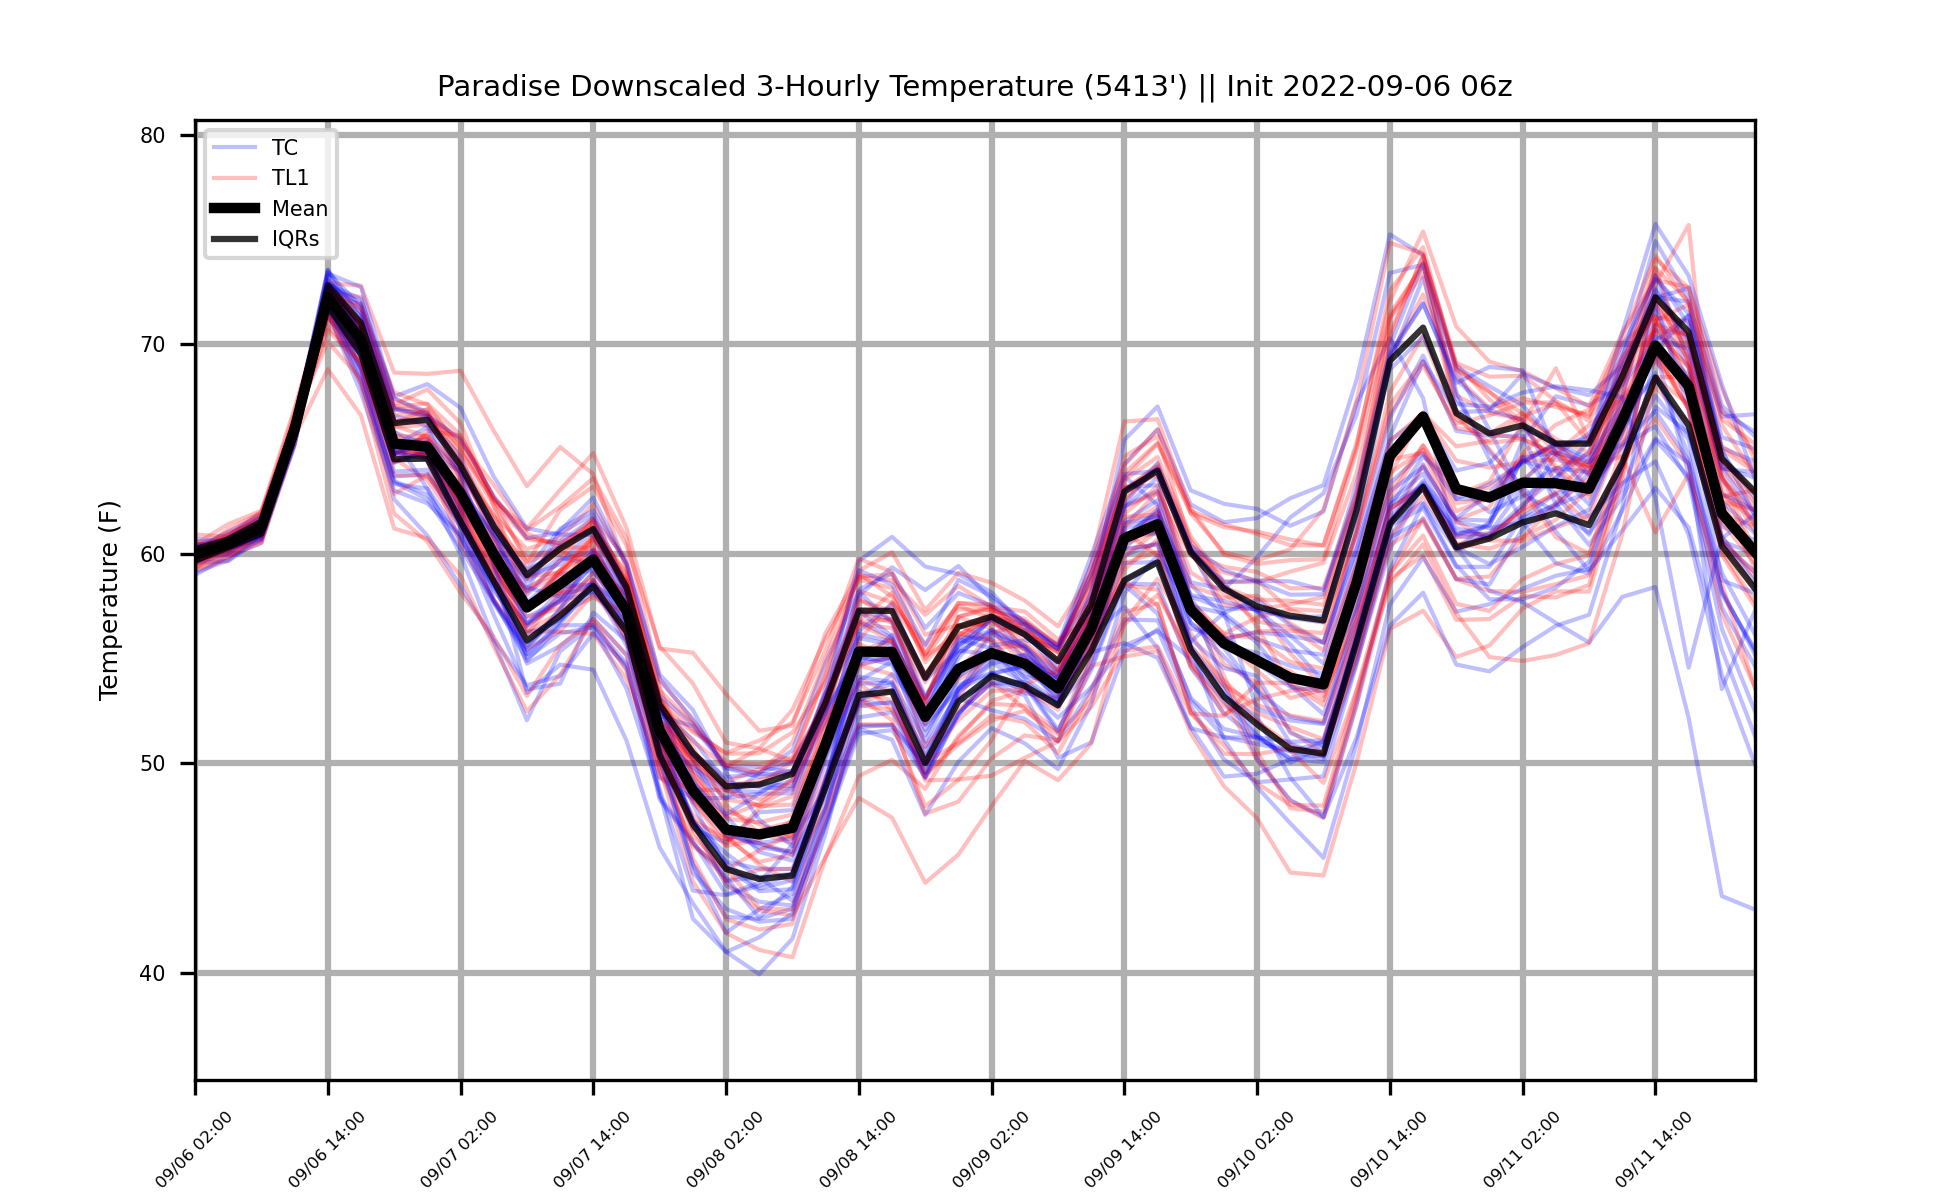 Paradise Downscaled 3-Hourly Temperature (5413') || Init 2022-09-06 06z
TC
TL1
Mean
IQRs
Temperature (F)
80
70
60
50
40
09/06 02:00
09/06 14:00
09/07 02:00
09/07 14:00
09/08 02:00
09/08 14:00
09/09 02:00
09/09 14:00
09/10 02:00
09/10 14:00
09/11 02:00
09/11 14:00